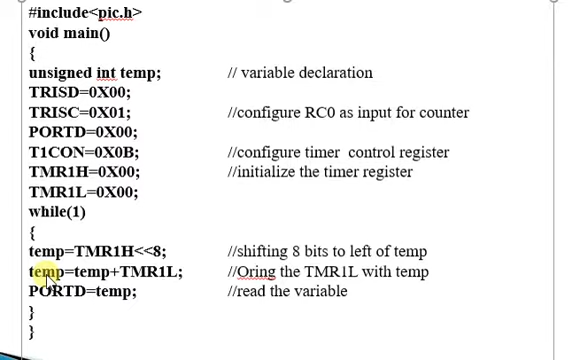 #include<pic.h>
void main()
{
unsigned int temp; // variable declaration
TRISD=0X00;
TRISC=0X01; //configure RC0 as input for counter
PORTD=0X00;
T1CON=0X0B; //configure timer control register
TMR1H=0X00; //initialize the timer register
TMR1L=0X00;
while(1)
{
temp=TMR1H<<8; //shifting 8 bits to left of temp
temp=temp+TMR1L; //Oring the TMR1L with temp
PORTD=temp; //read the variable
}
}